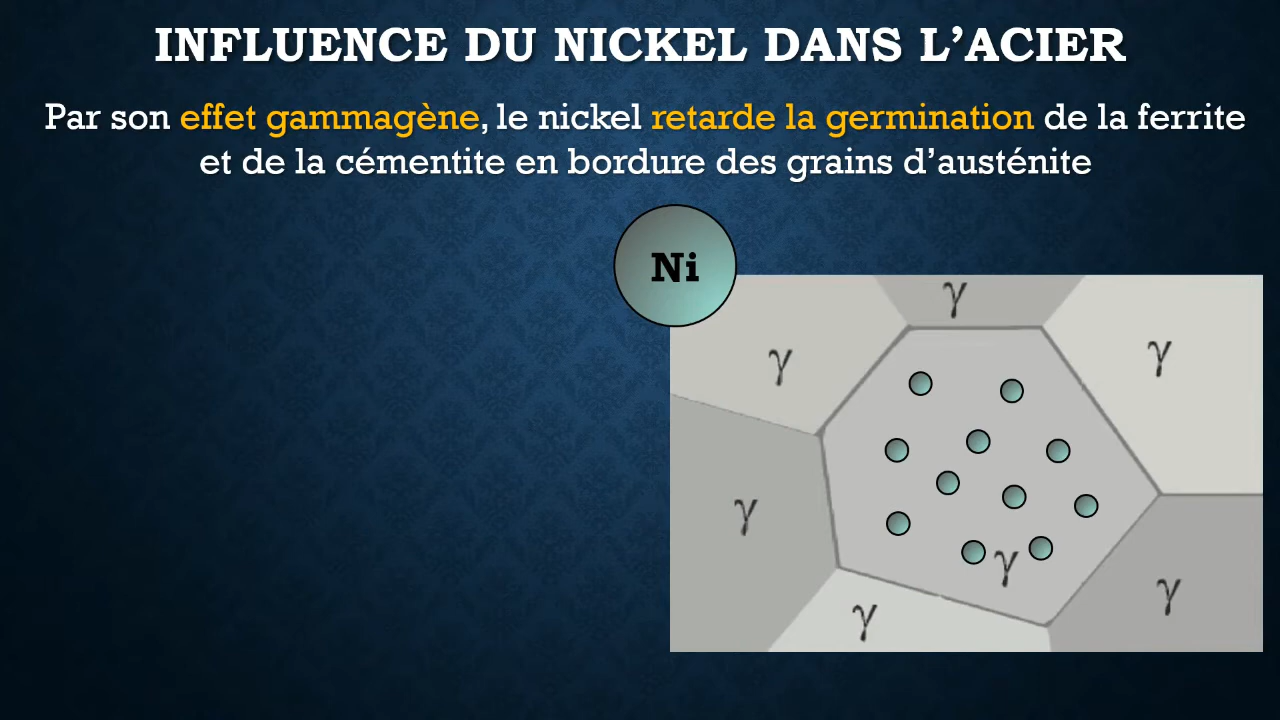 INFLUENCE DU NICKEL DANS L’ACIER
Par son effet gammagène, le nickel retarde la germination de la ferrite
et de la cémentite en bordure des grains d’austénite
Ni
γ
γ
γ
γ
γ
γ
γ